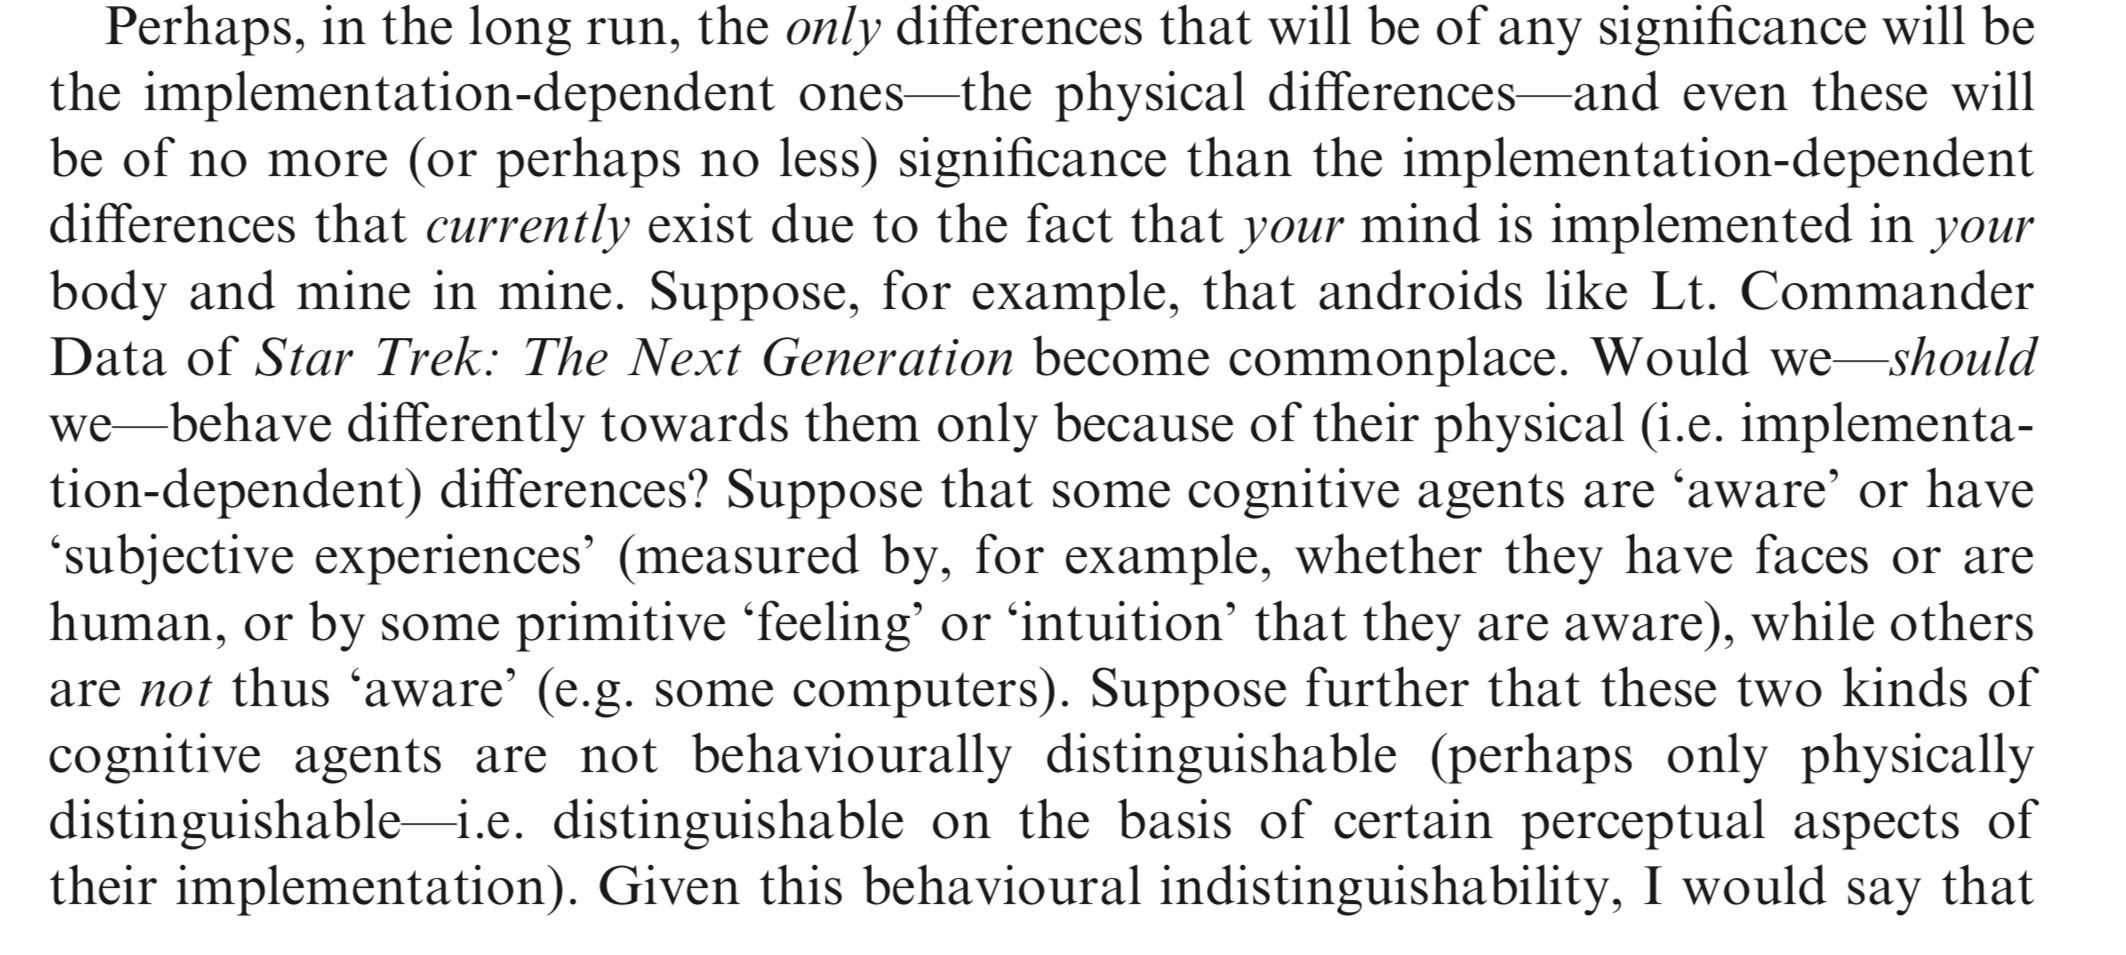 Perhaps, in the long run, the only differences that will be of any significance will be
the implementation-dependent ones—the physical differences—and even these will
be of no more (or perhaps no less) significance than the implementation-dependent
differences that currently exist due to the fact that your mind is implemented in your
body and mine in mine. Suppose, for example, that androids like Lt. Commander
Data of Star Trek: The Next Generation become commonplace. Would we—should
we—behave differently towards them only because of their physical (i.e. implementa-
tion-dependent) differences? Suppose that some cognitive agents are ‘aware’ or have
‘subjective experiences’ (measured by, for example, whether they have faces or are
human, or by some primitive ‘feeling’ or ‘intuition’ that they are aware), while others
are not thus ‘aware’ (e.g. some computers). Suppose further that these two kinds of
cognitive agents are not behaviourally distinguishable (perhaps only physically
distinguishable—i.e. distinguishable on the basis of certain perceptual aspects of
their implementation). Given this behavioural indistinguishability, I would say that